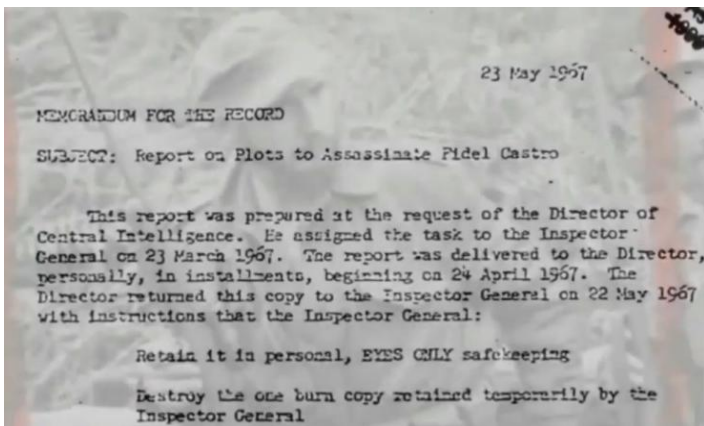 23 May 1967
MEMORANDUM FOR THE RECORD
SUBJECT: Report on Plots to Assassinate Fidel Castro
This report was prepared at the request of the Director of
Central Intelligence. He assigned the task to the Inspector
General on 23 March 1967. The report was delivered to the Director,
personally, in installments, beginning on 24 April 1967. The
Director returned this copy to the Inspector General on 22 May 1967
with instructions that the Inspector General:
Retain it in personal, EYES ONLY safekeeping
Destroy the one burn copy retained temporarily by the
Inspector General